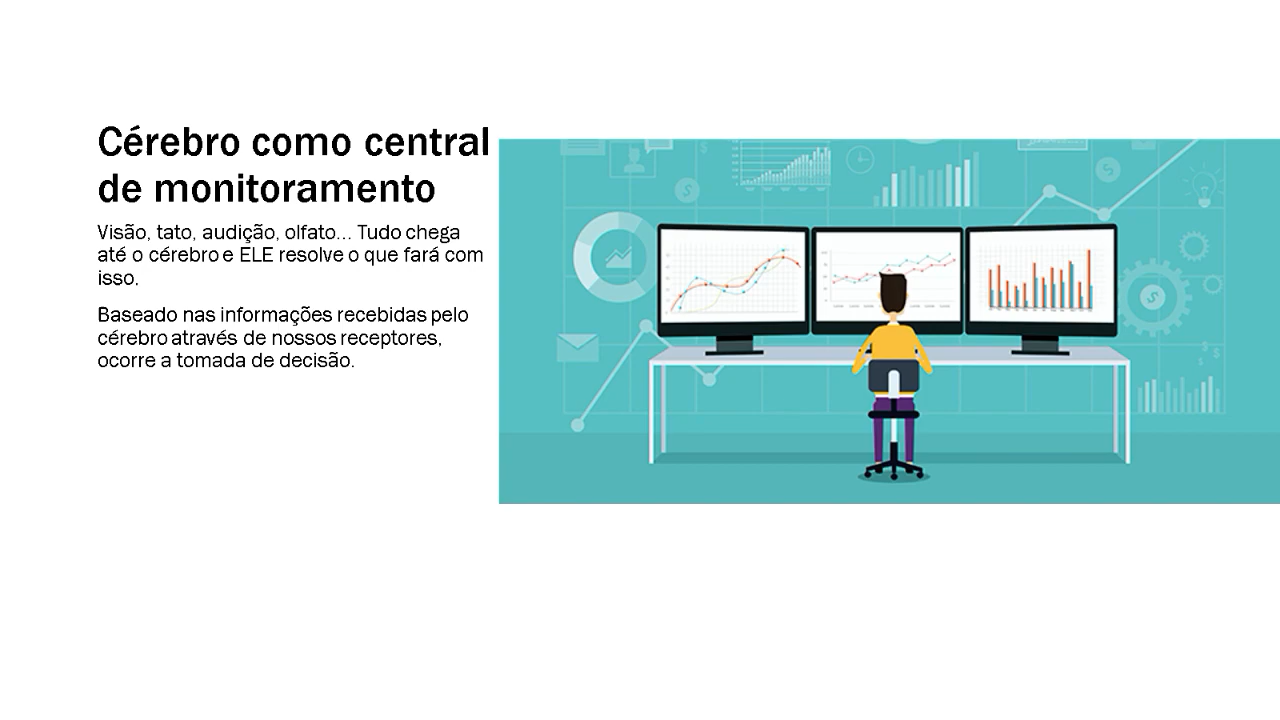 Cérebro como central
de monitoramento
Visão, tato, audição, olfato... Tudo chega
até o cérebro e ELE resolve o que fará com
isso.
Baseado nas informações recebidas pelo
cérebro através de nossos receptores,
ocorre a tomada de decisão.